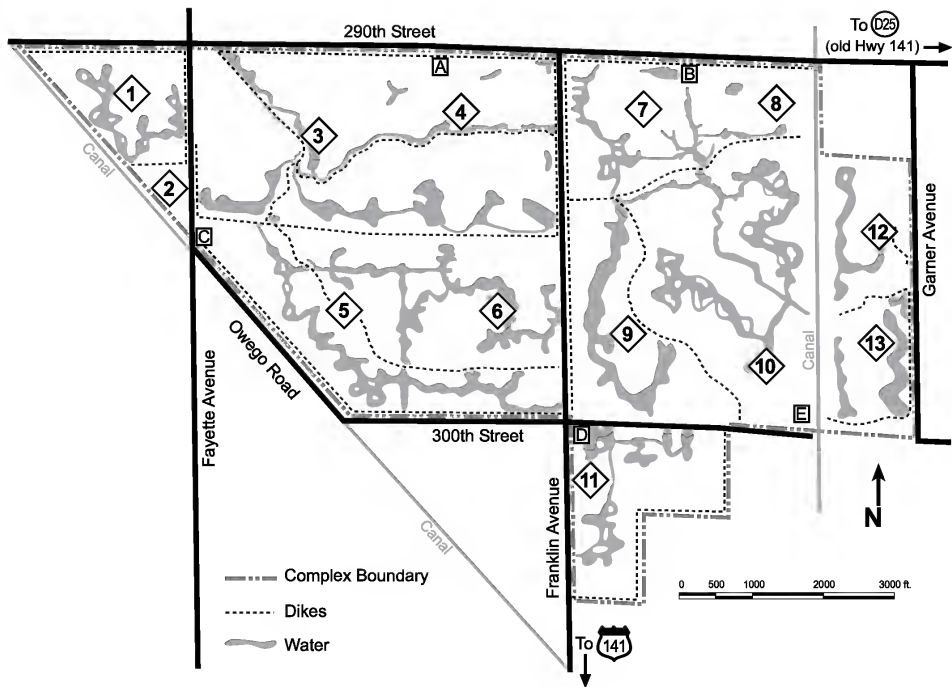 290th Street
To D25
(old Hwy 141)
A
B
1
2
3
4
7
8
Canal
C
12
Garner Avenue
5
6
9
10
13
Owego Road
Fayette Avenue
Canal
E
300th Street
D
11
Franklin Avenue
Canal
N
Complex Boundary
Dikes
Water
0 500 1000 2000 3000 ft.
To 141